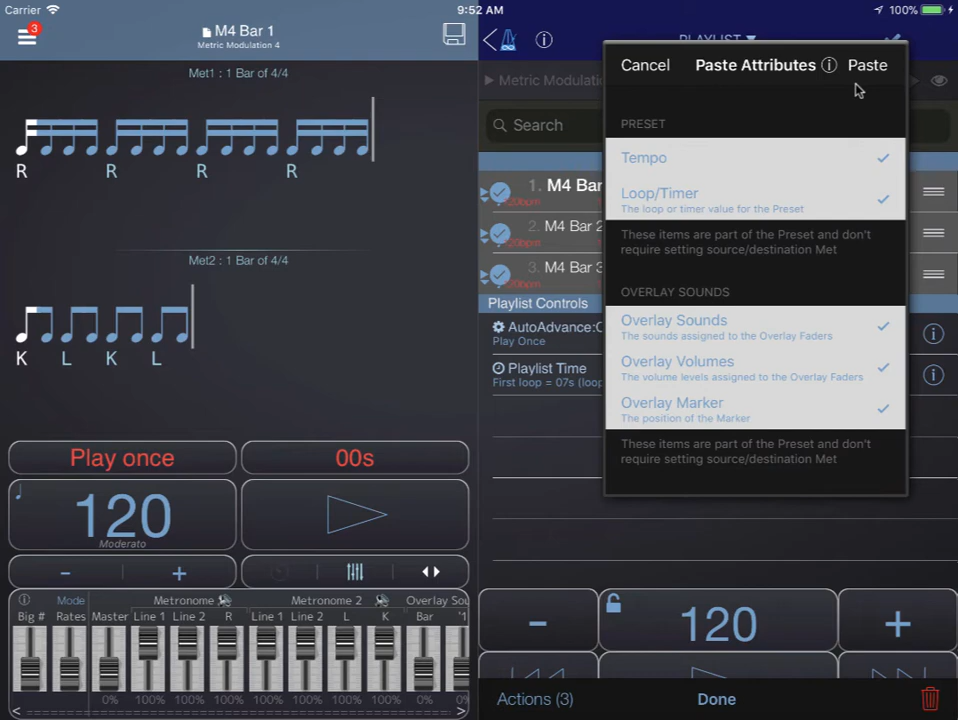 Carrier
9:52 AM
100%
3
M4 Bar 1
Metric Modulation 4
Met1 : 1 Bar of 4/4
R R R R
Met2 : 1 Bar of 4/4
K L K L
Play once
00s
120
Moderato
- +
Mode
Metronome
Metronome 2
Overlay Sou
Big # Rates Master Line 1 Line 2 R Line 1 Line 2 L K Bar '1
0% 100% 100% 100% 100% 100% 100% 100% 0%
< >
PLAYLIST
Metric Modulatio
Search
1. M4 Bar
2. M4 Bar 2
3. M4 Bar 3
Playlist Controls
AutoAdvance:O
Play Once
Playlist Time
First loop = 07s (loop
Cancel
Paste Attributes
Paste
PRESET
Tempo
Loop/Timer
The loop or timer value for the Preset
These items are part of the Preset and don't
require setting source/destination Met
OVERLAY SOUNDS
Overlay Sounds
The sounds assigned to the Overlay Faders
Overlay Volumes
The volume levels assigned to the Overlay Faders
Overlay Marker
The position of the Marker
These items are part of the Preset and don't
require setting source/destination Met
- 120 +
Actions (3)
Done